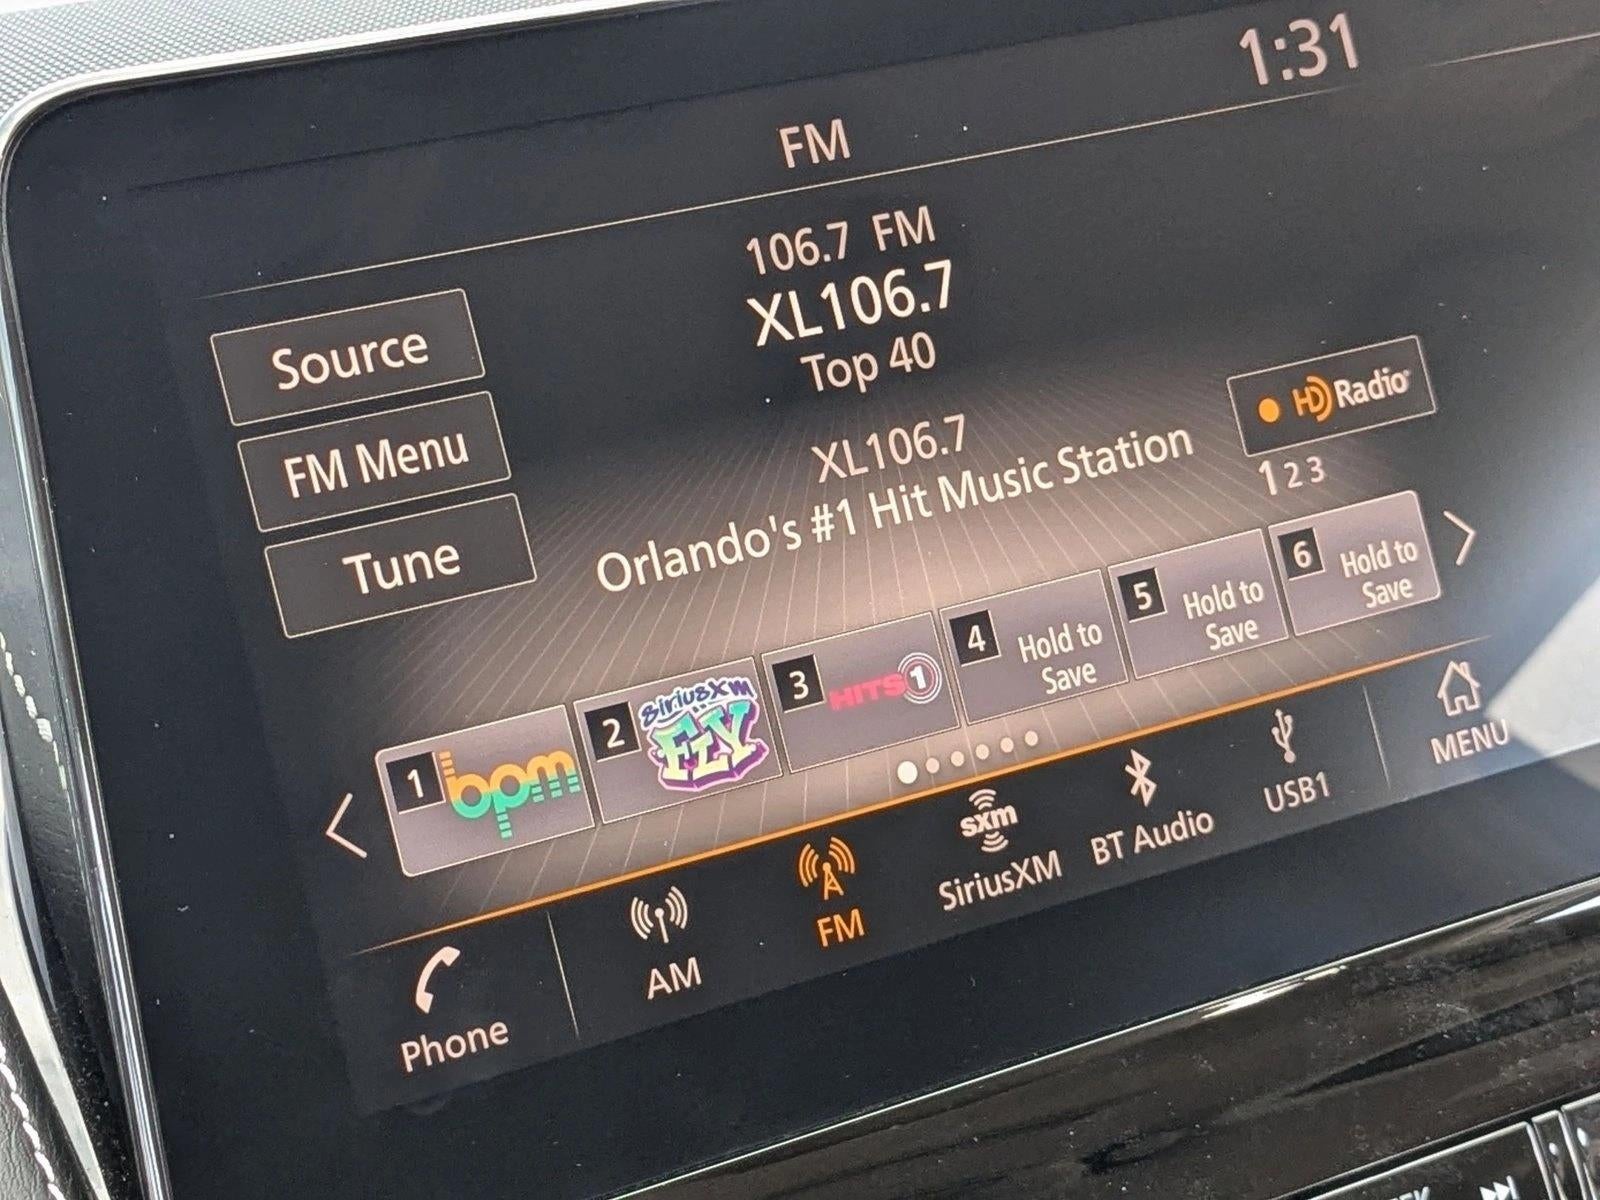 1:31
FM
106.7 FM
XL106.7
Top 40
Source
FM Menu
Tune
XL106.7
Orlando's #1 Hit Music Station
HD Radio
1 2 3
1 bpm
2 SiriusXM FLY
3 HITS 1
4 Hold to Save
5 Hold to Save
6 Hold to Save
Phone
AM
FM
sxm
SiriusXM
BT Audio
USB1
MENU